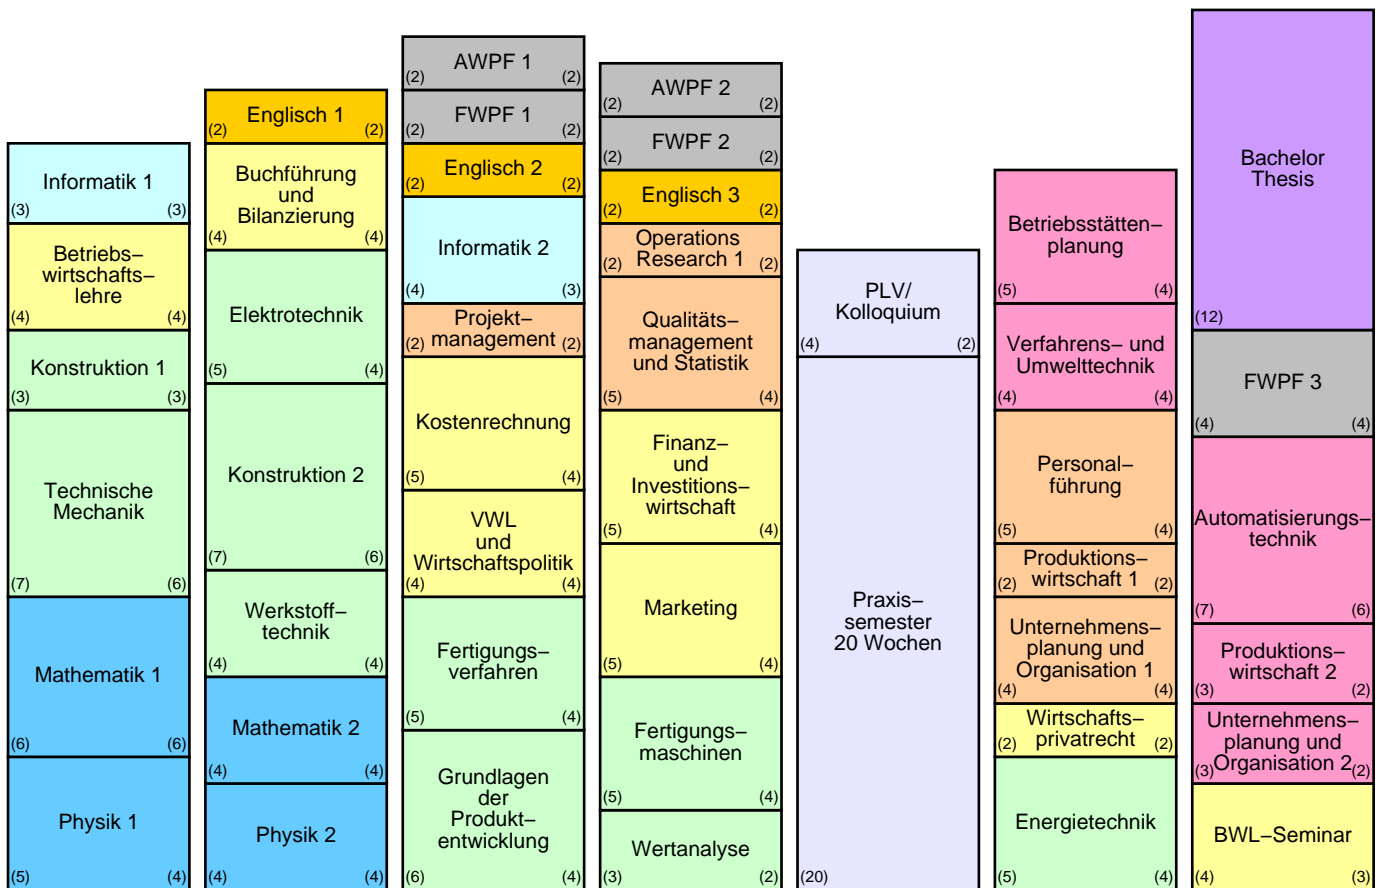 Informatik 1
(3) (3)
Betriebs–
wirtschafts–
lehre
(4) (4)
Konstruktion 1
(3) (3)
Technische
Mechanik
(7) (6)
Mathematik 1
(6) (6)
Physik 1
(5) (4)
Englisch 1
(2) (2)
Buchführung
und
Bilanzierung
(4) (4)
Elektrotechnik
(5) (4)
Konstruktion 2
(7) (6)
Werkstoff–
technik
(4) (4)
Mathematik 2
(4) (4)
Physik 2
(4) (4)
AWPF 1
(2) (2)
FWPF 1
(2) (2)
Englisch 2
(2) (2)
Informatik 2
(4) (3)
Projekt–
management
(2) (2)
Kostenrechnung
(5) (4)
VWL
und
Wirtschaftspolitik
(4) (4)
Fertigungs–
verfahren
(5) (4)
Grundlagen
der
Produkt–
entwicklung
(6) (4)
AWPF 2
(2) (2)
FWPF 2
(2) (2)
Englisch 3
(2) (2)
Operations
Research 1
(2) (2)
Qualitäts–
management
und Statistik
(5) (4)
Finanz–
und
Investitions–
wirtschaft
(5) (4)
Marketing
(5) (4)
Fertigungs–
maschinen
(5) (4)
Wertanalyse
(3) (2)
PLV/
Kolloquium
(4) (2)
Praxis–
semester
20 Wochen
(20)
Betriebsstätten–
planung
(5) (4)
Verfahrens– und
Umwelttechnik
(4) (4)
Personal–
führung
(5) (4)
Produktions–
wirtschaft 1
(2) (2)
Unternehmens–
planung und
Organisation 1
(4) (4)
Wirtschafts–
privatrecht
(2) (2)
Energietechnik
(5) (4)
Bachelor
Thesis
(12)
FWPF 3
(4) (4)
Automatisierungs–
technik
(7) (6)
Produktions–
wirtschaft 2
(3) (2)
Unternehmens–
planung und
Organisation 2
(3) (2)
BWL–Seminar
(4) (3)